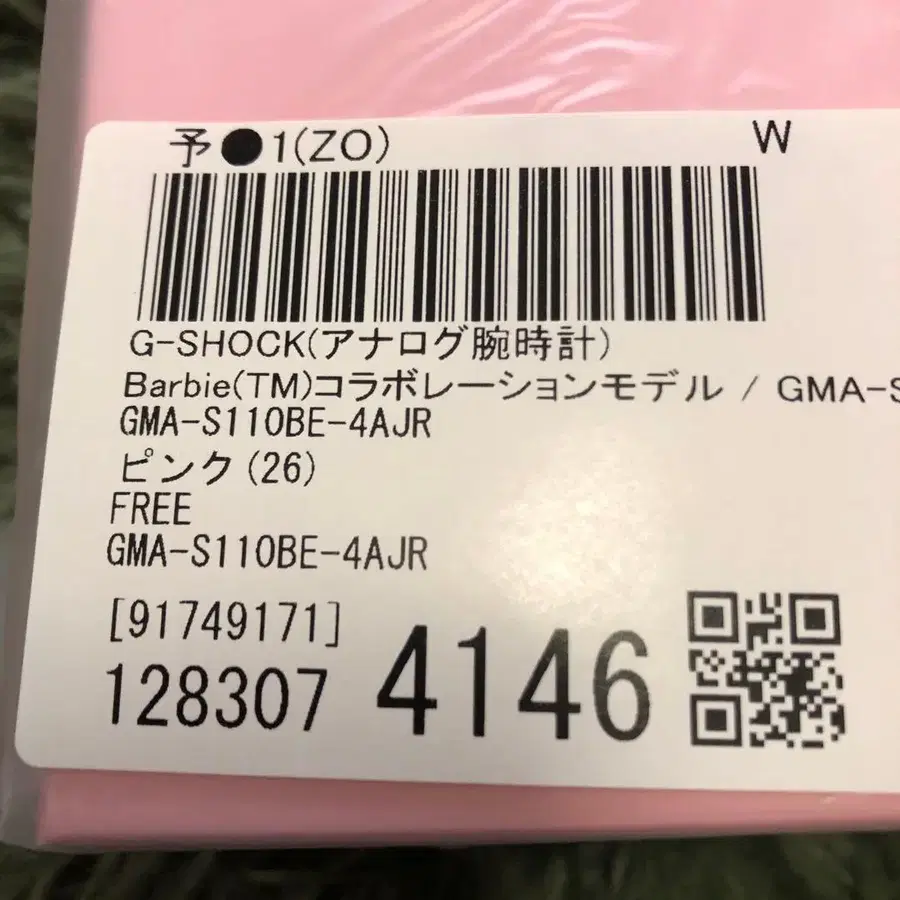 予●1(ZO) W
G-SHOCK(アナログ腕時計)
Barbie(TM)コラボレーションモデル / GMA-S
GMA-S110BE-4AJR
ピンク(26)
FREE
GMA-S110BE-4AJR
[91749171]
128307 4146